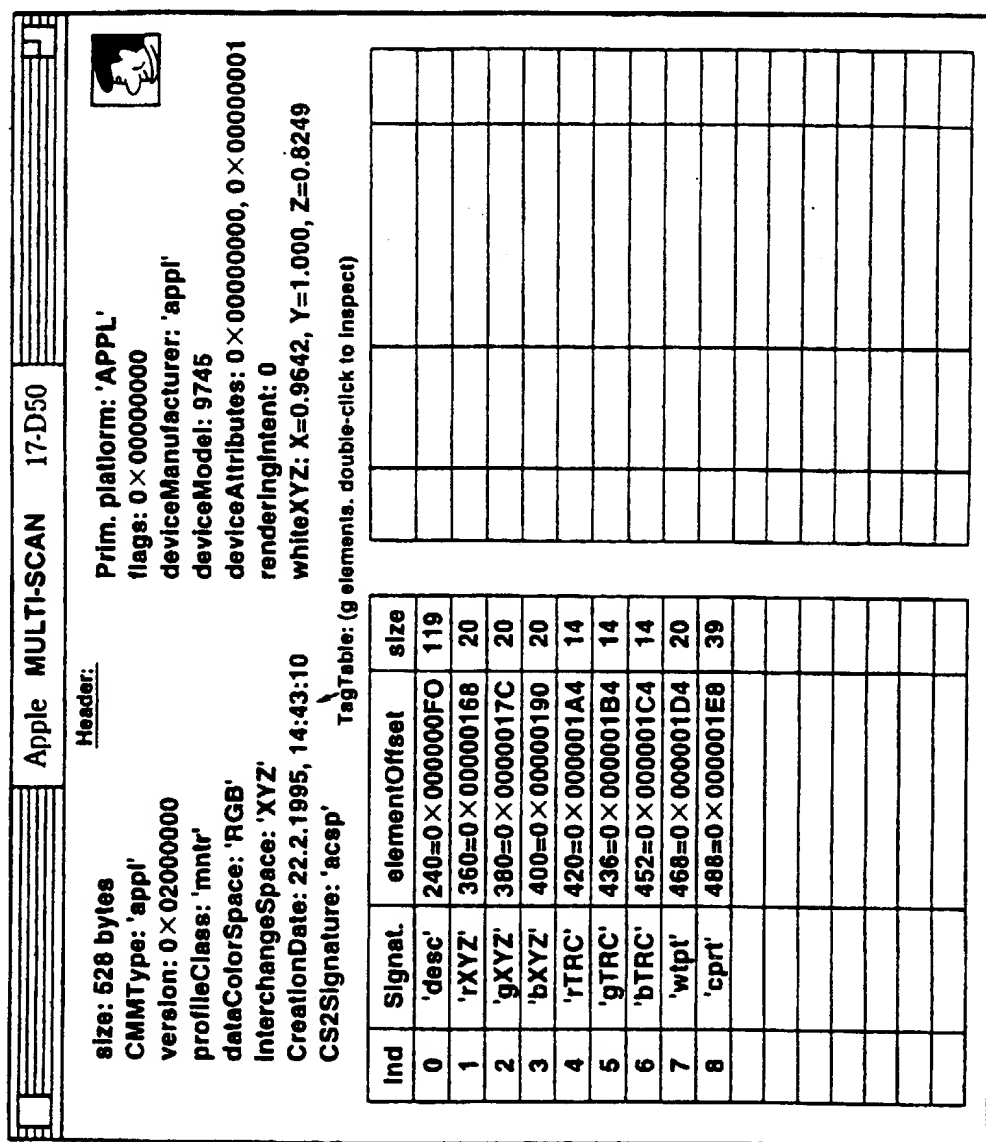 Apple MULTI-SCAN 17-D50
Header:
size: 528 bytes
CMMType: 'appl'
version: 0×02000000
profileClass: 'mntr'
dataColorSpace: 'RGB'
InterchangeSpace: 'XYZ'
CreationDate: 22.2.1995, 14:43:10
CS2Signature: 'acsp'
Prim. platform: 'APPL'
flags: 0×00000000
deviceManufacturer: 'appl'
deviceModel: 9745
deviceAttributes: 0×00000000, 0×00000001
renderingIntent: 0
whiteXYZ: X=0.9642, Y=1.000, Z=0.8249
TagTable: (g elements. double-click to inspect)
Ind Signat. elementOffset size
0 'desc' 240=0×000000FO 119
1 'rXYZ' 360=0×00000168 20
2 'gXYZ' 380=0×0000017C 20
3 'bXYZ' 400=0×00000190 20
4 'rTRC' 420=0×000001A4 14
5 'gTRC' 436=0×000001B4 14
6 'bTRC' 452=0×000001C4 14
7 'wtpt' 468=0×000001D4 20
8 'cprt' 488=0×000001E8 39